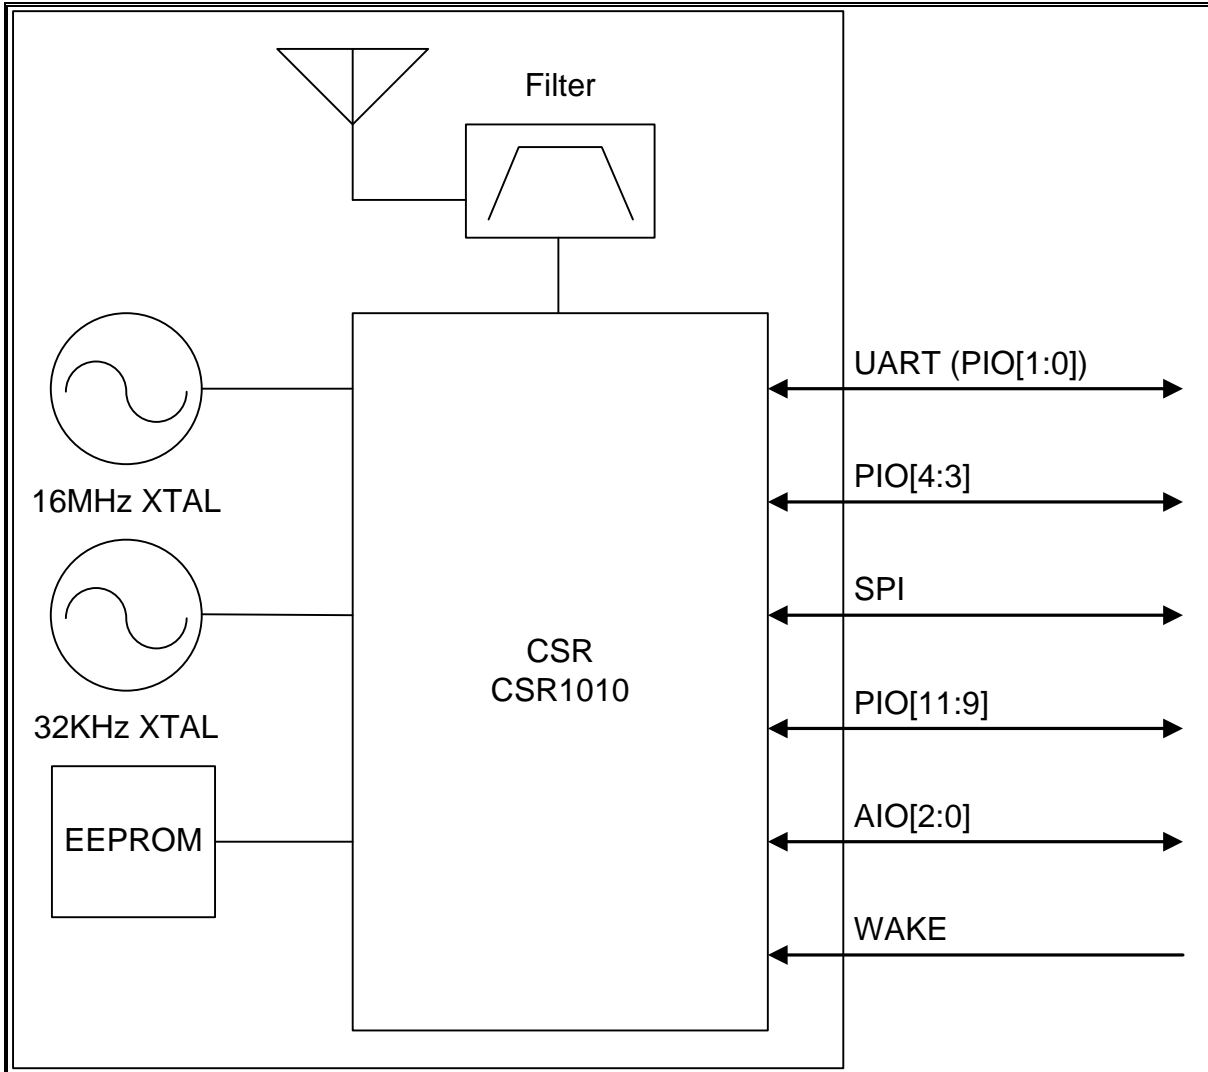 Filter
UART (PIO[1:0])
16MHz XTAL
PIO[4:3]
SPI
CSR
CSR1010
32KHz XTAL
PIO[11:9]
EEPROM
AIO[2:0]
WAKE